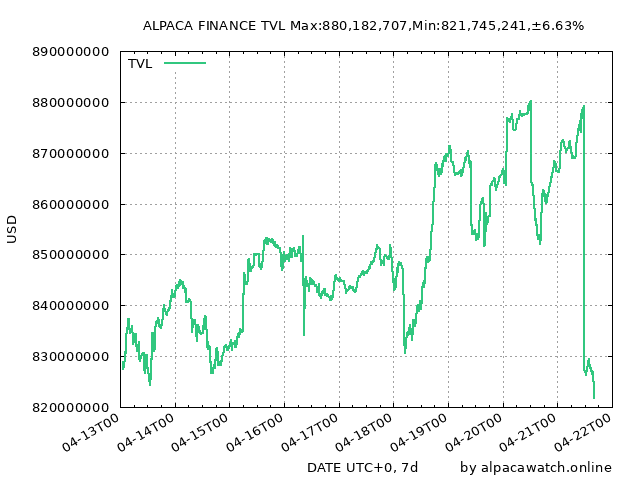 ALPACA FINANCE TVL Max:880,182,707,Min:821,745,241,±6.63%
890000000
TVL
880000000
870000000
860000000
USD
850000000
840000000
830000000
820000000
04-13T00 04-14T00 04-15T00 04-16T00 04-17T00 04-18T00 04-19T00 04-20T00 04-21T00 04-22T00
DATE UTC+0, 7d by alpacawatch.online